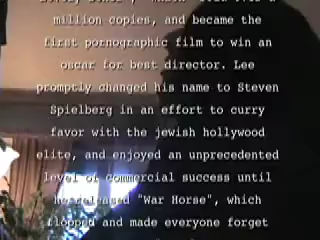 million copies, and became the
first pornographic film to win an
oscar for best director. Lee
promptly changed his name to Steven
Spielberg in an effort to curry
favor with the jewish hollywood
elite, and enjoyed an unprecedented
level of commercial success until
he released "War Horse", which
flopped and made everyone forget